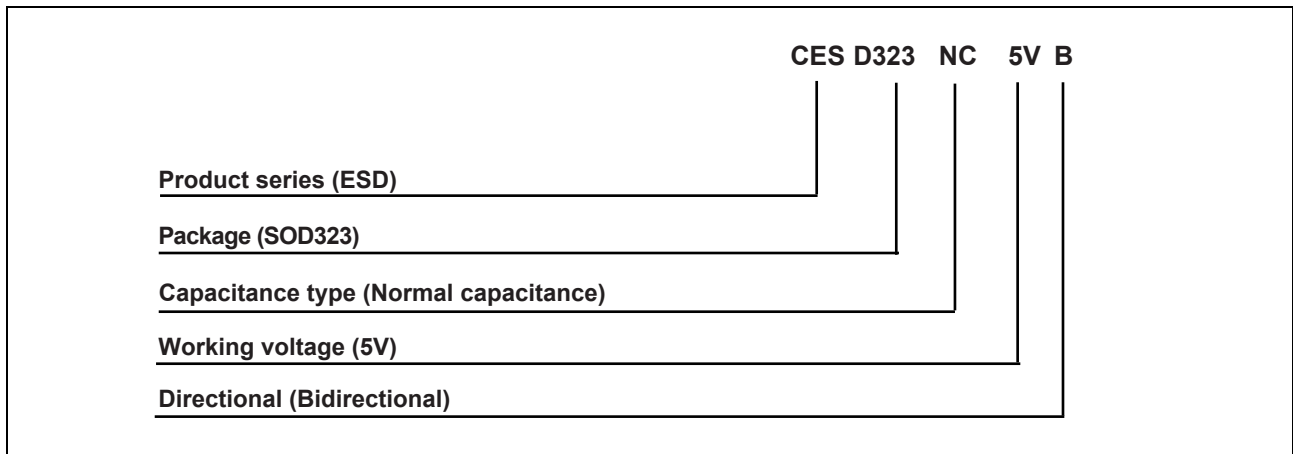 CES D323 NC 5V B
Product series (ESD)
Package (SOD323)
Capacitance type (Normal capacitance)
Working voltage (5V)
Directional (Bidirectional)